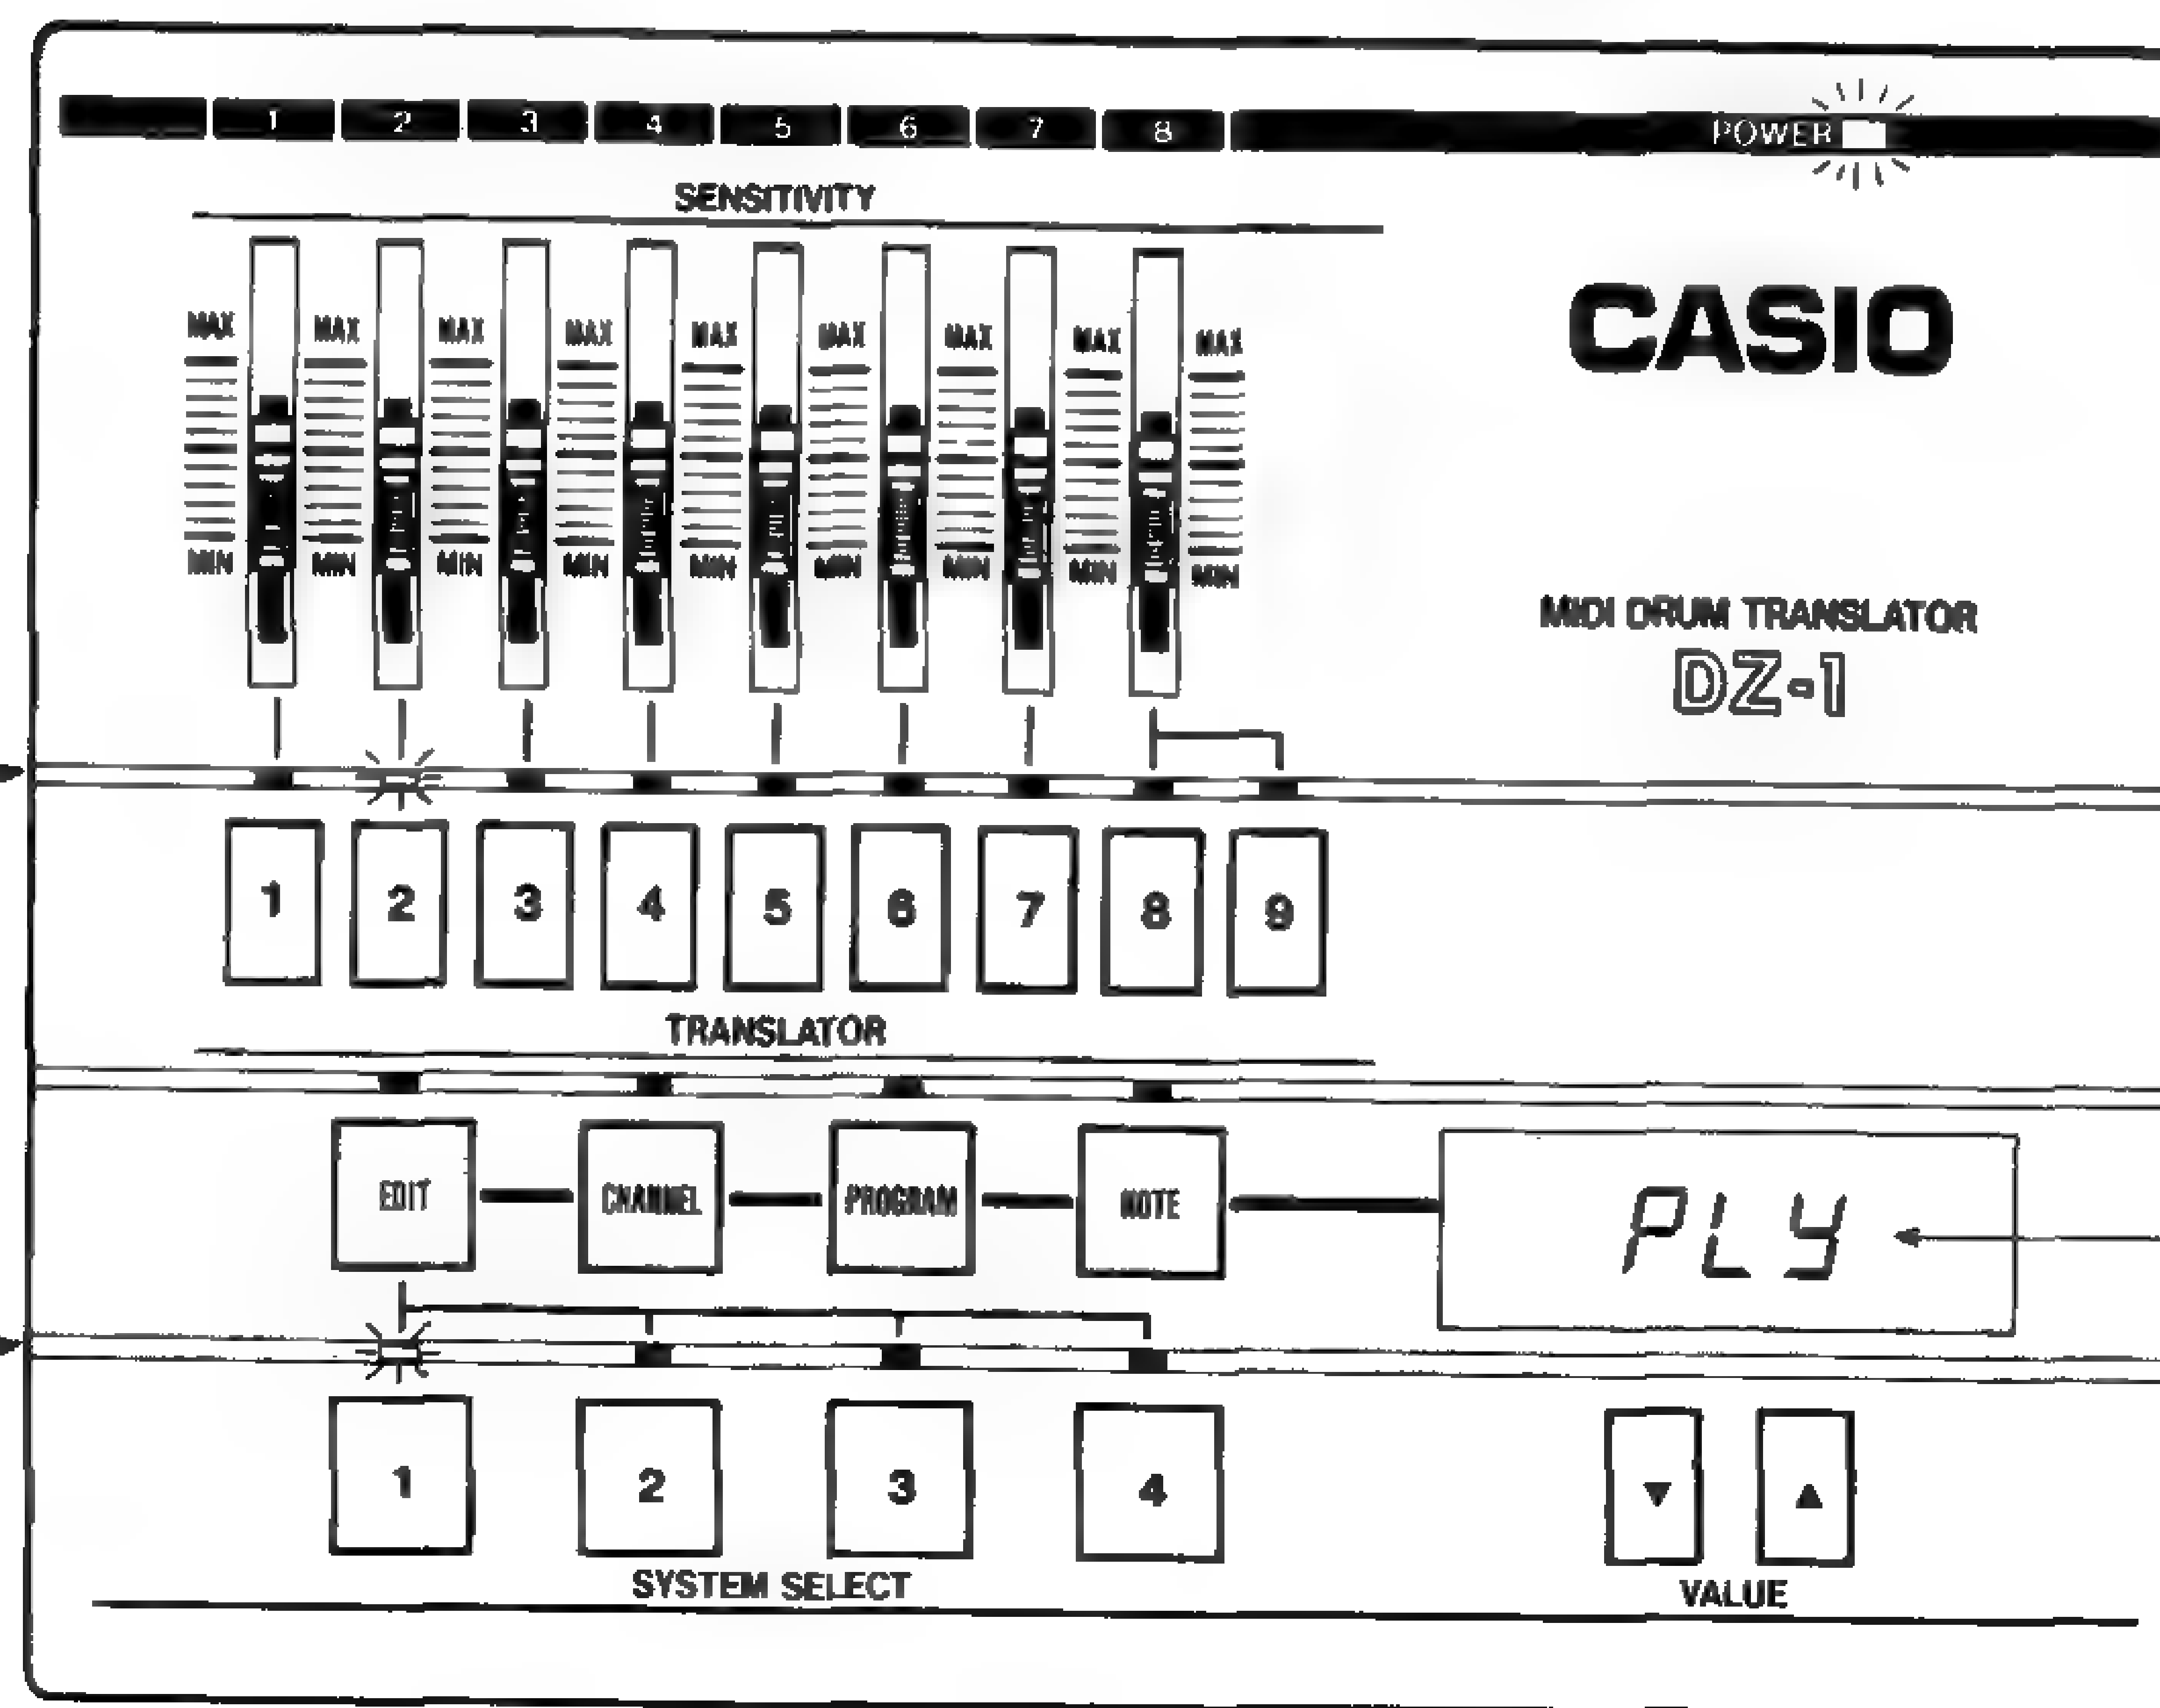 1 2 3 4 5 6 7 8 POWER
SENSITIVITY
CASIO
MAX MAX MAX MAX MAX MAX MAX MAX MAX
MIN MIN MIN MIN MIN MIN MIN MIN MIN
MIDI DRUM TRANSLATOR
DZ-1
1 2 3 4 5 6 7 8 9
TRANSLATOR
EDIT CHANNEL PROGRAM NOTE PLY
1 2 3 4 ▼ ▲
SYSTEM SELECT VALUE